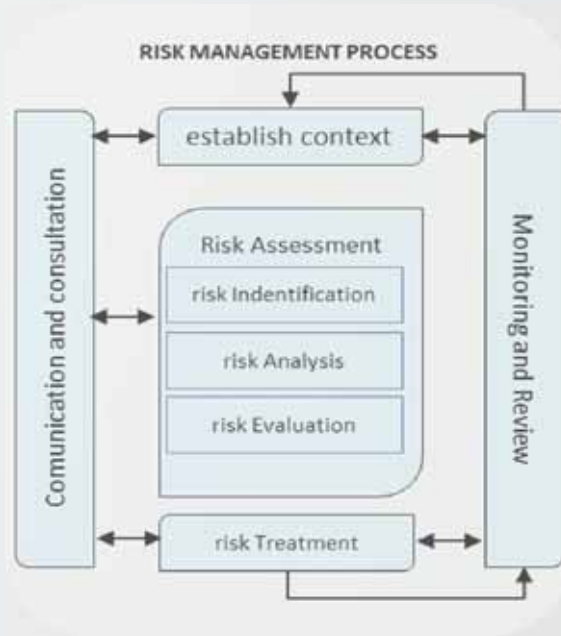 RISK MANAGEMENT PROCESS
establish context
Comunication and consultation
Risk Assessment
risk Indentification
risk Analysis
risk Evaluation
Monitoring and Review
risk Treatment